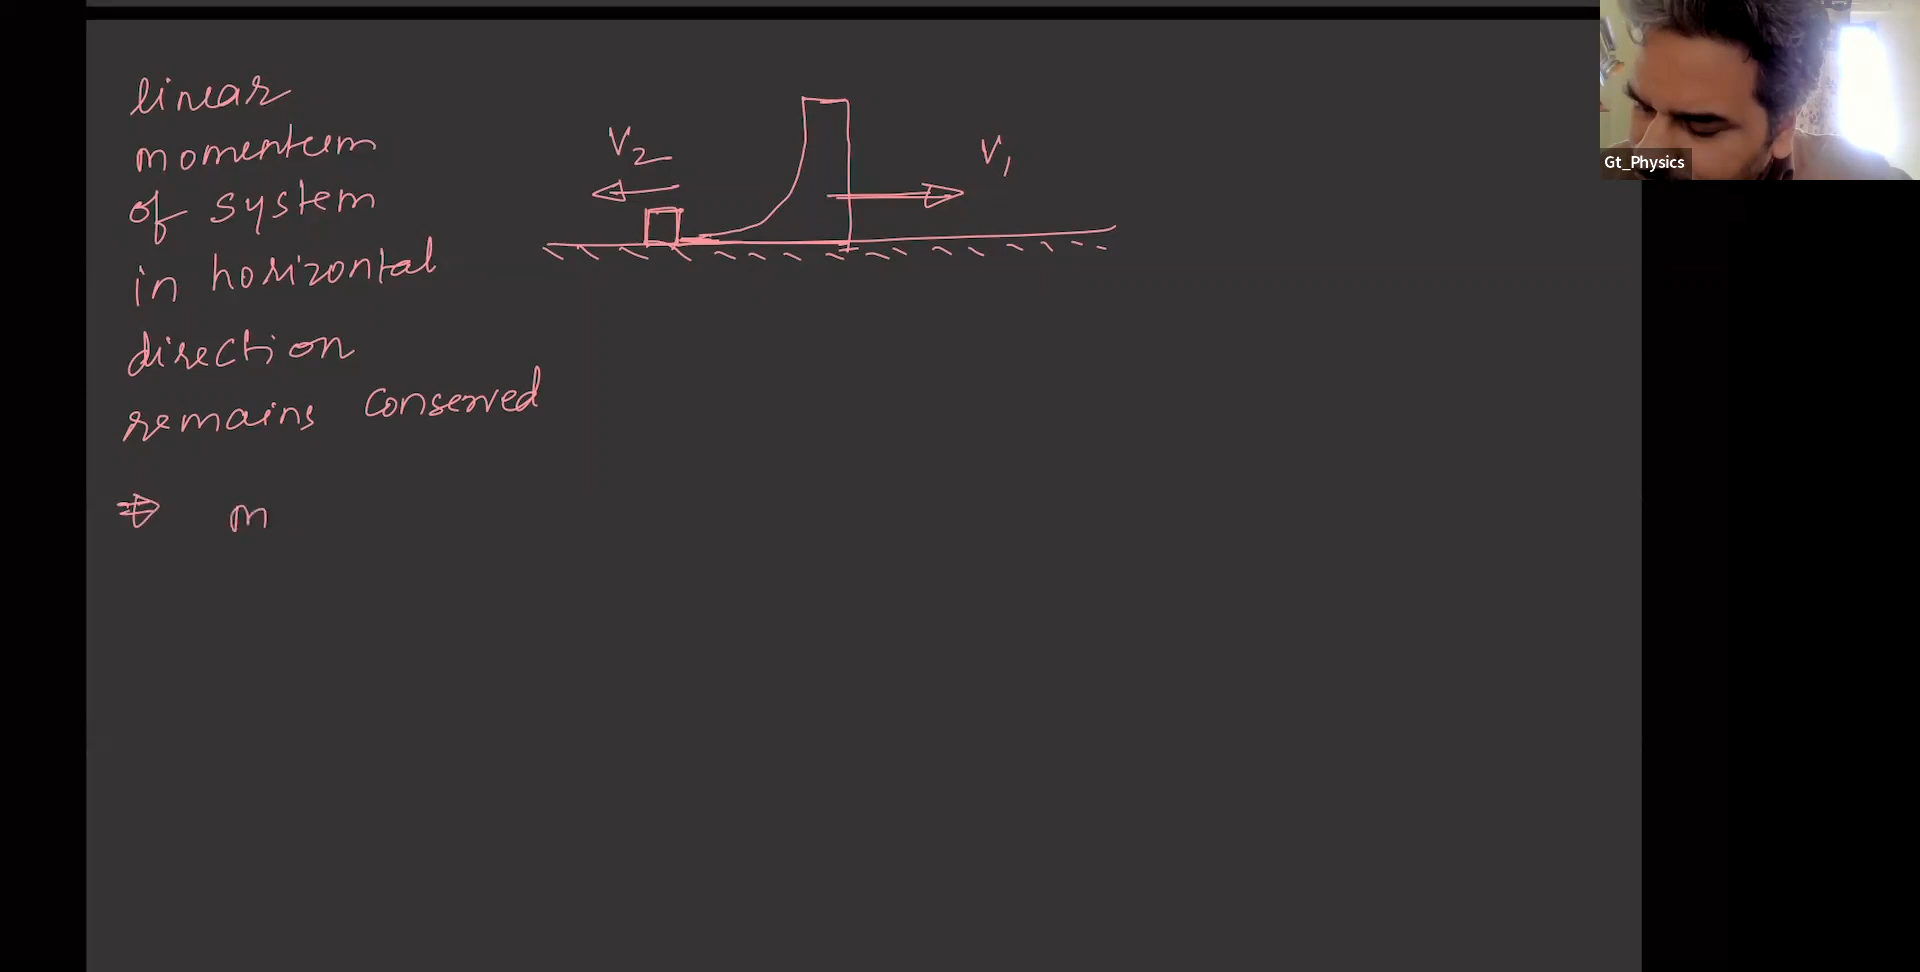 linear
momentum
of system
in horizontal
direction
remains conserved
⇒ m
V2
V1
Gt_Physics